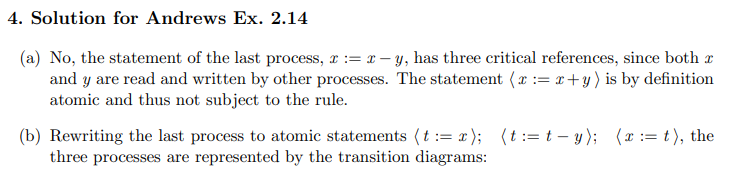 4. Solution for Andrews Ex. 2.14
(a) No, the statement of the last process, x := x − y, has three critical references, since both x
and y are read and written by other processes. The statement ⟨ x := x+y ⟩ is by definition
atomic and thus not subject to the rule.
(b) Rewriting the last process to atomic statements ⟨ t := x ⟩; ⟨ t := t − y ⟩; ⟨ x := t ⟩, the
three processes are represented by the transition diagrams: